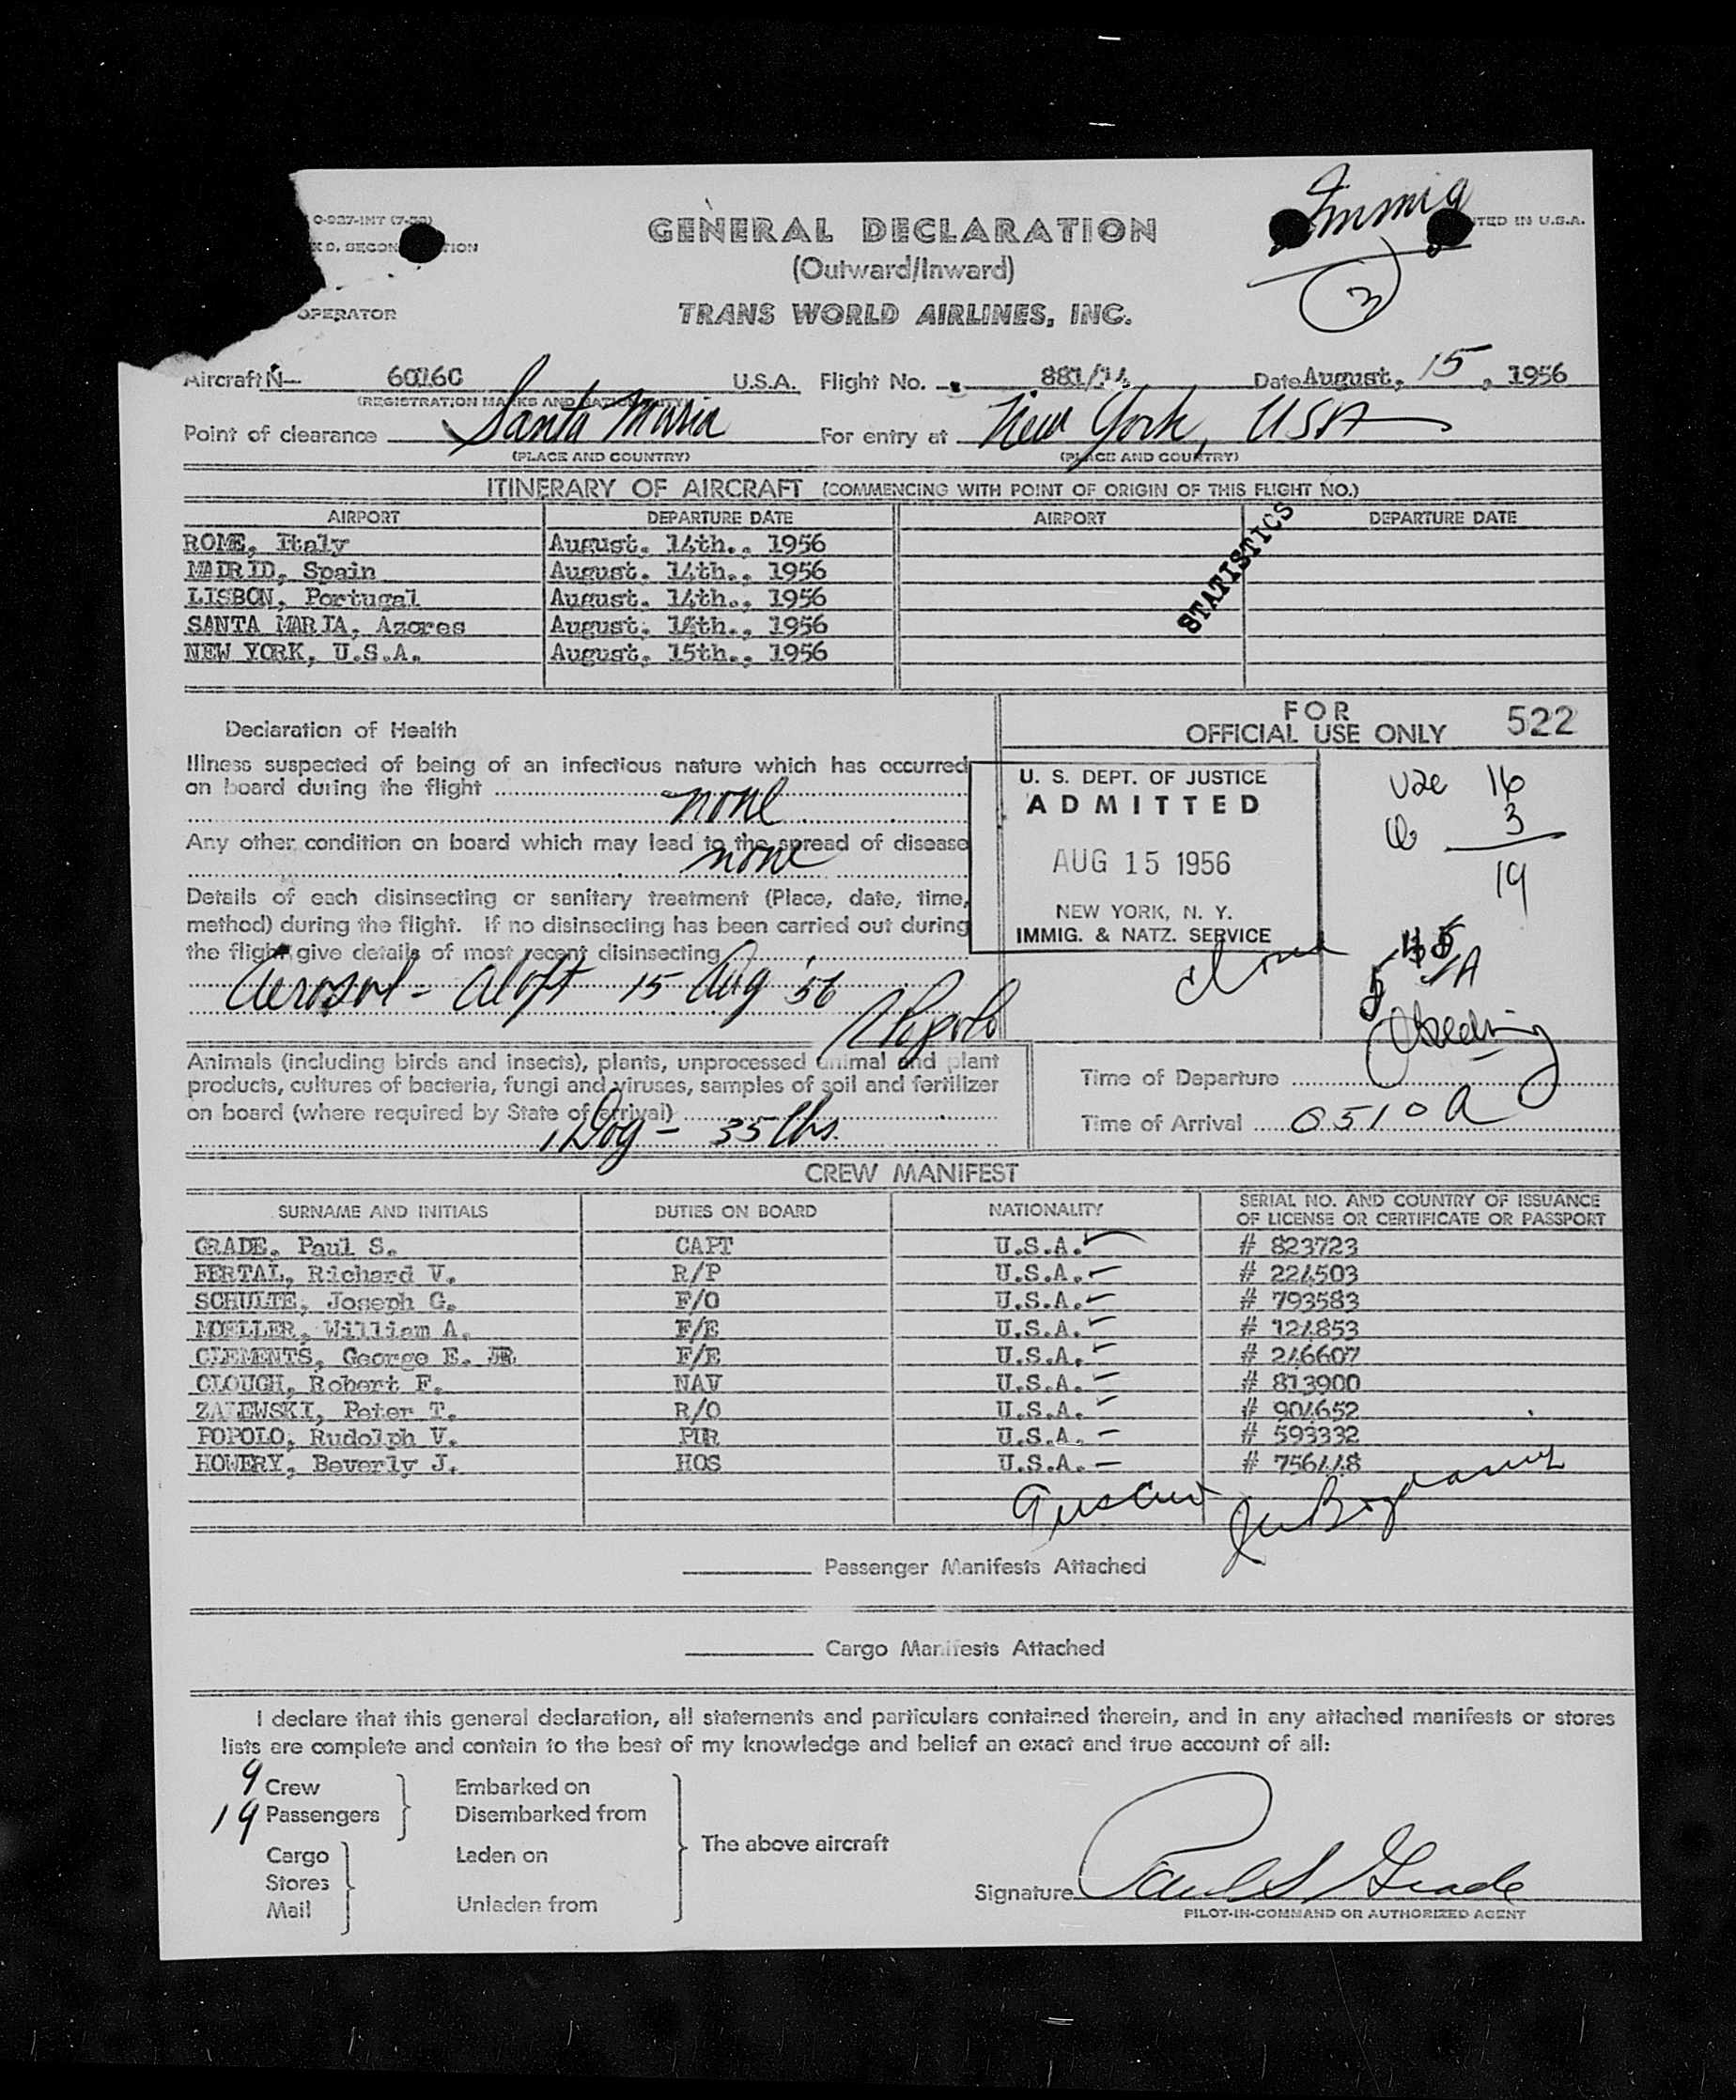 GENERAL DECLARATION
(Outward/Inward)
TRANS WORLD AIRLINES, INC.
Immig
3
OPERATOR
Aircraft N— 6016C U.S.A. Flight No. 881/14 Date August, 15, 1956
(REGISTRATION MARKS AND NATIONALITY)
Point of clearance Santa Maria For entry at New York, USA
(PLACE AND COUNTRY) (PLACE AND COUNTRY)
ITINERARY OF AIRCRAFT (COMMENCING WITH POINT OF ORIGIN OF THIS FLIGHT NO.)
AIRPORT DEPARTURE DATE AIRPORT DEPARTURE DATE
ROME, Italy August. 14th., 1956
MADRID, Spain August. 14th., 1956
LISBON, Portugal August. 14th., 1956
SANTA MARIA, Azores August. 14th., 1956
NEW YORK, U.S.A. August. 15th., 1956
STATISTICS
Declaration of Health
Illness suspected of being of an infectious nature which has occurred
on board during the flight
none
Any other condition on board which may lead to the spread of disease
none
Details of each disinsecting or sanitary treatment (Place, date, time,
method) during the flight. If no disinsecting has been carried out during
the flight give details of most recent disinsecting
Aerosol - aloft 15 Aug '56
Popolo
FOR
OFFICIAL USE ONLY 522
U. S. DEPT. OF JUSTICE
ADMITTED
AUG 15 1956
NEW YORK, N. Y.
IMMIG. & NATZ. SERVICE
16
3
19
Animals (including birds and insects), plants, unprocessed animal and plant
products, cultures of bacteria, fungi and viruses, samples of soil and fertilizer
on board (where required by State of arrival)
1 Dog - 35 lbs.
Time of Departure
Time of Arrival 0510 a
CREW MANIFEST
SURNAME AND INITIALS DUTIES ON BOARD NATIONALITY SERIAL NO. AND COUNTRY OF ISSUANCE
OF LICENSE OR CERTIFICATE OR PASSPORT
GRADE, Paul S. CAPT U.S.A. # 823723
FERTAL, Richard V. R/P U.S.A. # 224503
SCHULTE, Joseph G. F/O U.S.A. # 793583
MOELLER, William A. F/E U.S.A. # 124853
CLEMENTS, George E. JR F/E U.S.A. # 246607
CLOUGH, Robert F. NAV U.S.A. # 813900
ZALEWSKI, Peter T. R/O U.S.A. # 904652
POPOLO, Rudolph V. PUR U.S.A. # 593332
HOWERY, Beverly J. HOS U.S.A. # 756448
Passenger Manifests Attached
Cargo Manifests Attached
I declare that this general declaration, all statements and particulars contained therein, and in any attached manifests or stores
lists are complete and contain to the best of my knowledge and belief an exact and true account of all:
9 Crew Embarked on
19 Passengers Disembarked from
The above aircraft
Cargo Laden on
Stores
Mail Unladen from
Signature Paul S Grade
PILOT-IN-COMMAND OR AUTHORIZED AGENT